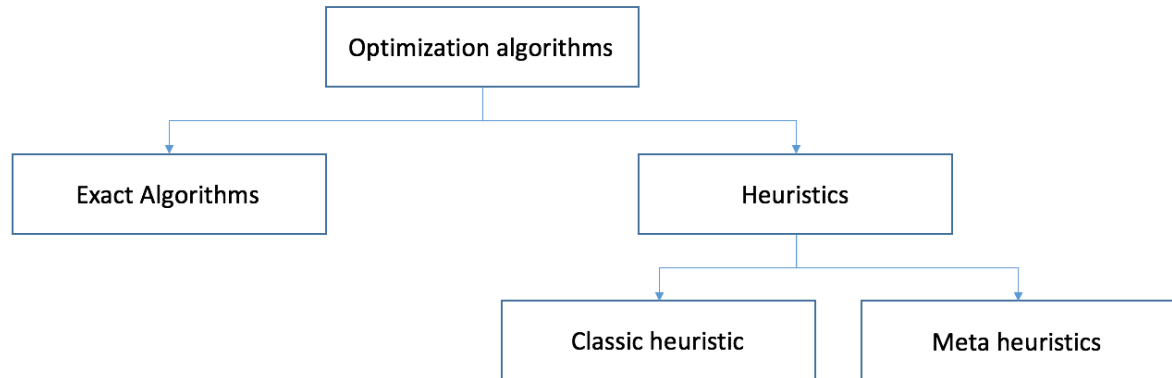 Optimization algorithms
Exact Algorithms
Heuristics
Classic heuristic
Meta heuristics